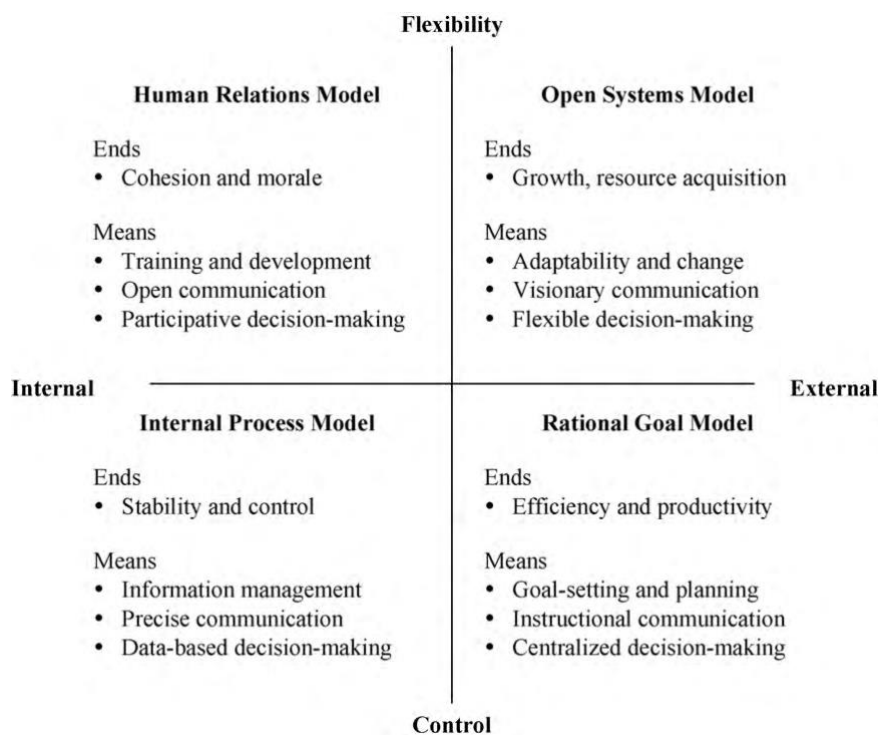 Flexibility
Human Relations Model
Ends
• Cohesion and morale
Means
• Training and development
• Open communication
• Participative decision-making
Open Systems Model
Ends
• Growth, resource acquisition
Means
• Adaptability and change
• Visionary communication
• Flexible decision-making
Internal
External
Internal Process Model
Ends
• Stability and control
Means
• Information management
• Precise communication
• Data-based decision-making
Rational Goal Model
Ends
• Efficiency and productivity
Means
• Goal-setting and planning
• Instructional communication
• Centralized decision-making
Control